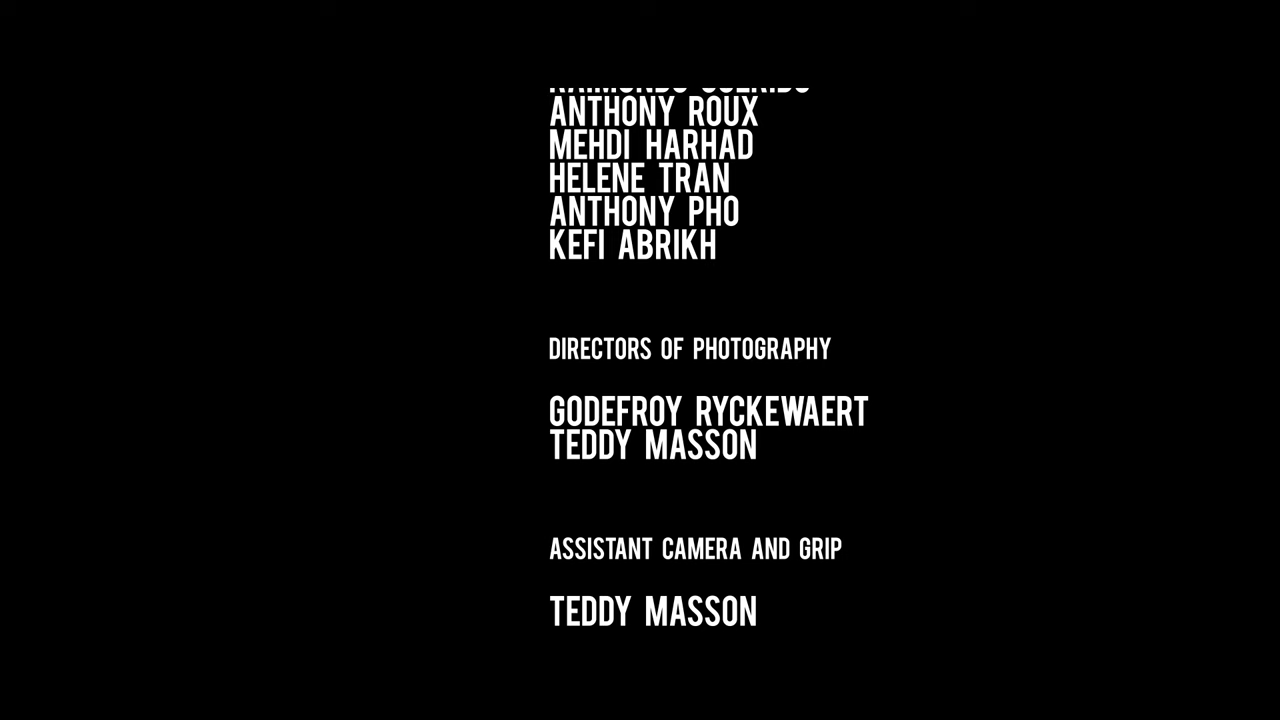 ANTHONY ROUX
MEHDI HARHAD
HELENE TRAN
ANTHONY PHO
KEFI ABRIKH
DIRECTORS OF PHOTOGRAPHY
GODEFROY RYCKEWAERT
TEDDY MASSON
ASSISTANT CAMERA AND GRIP
TEDDY MASSON